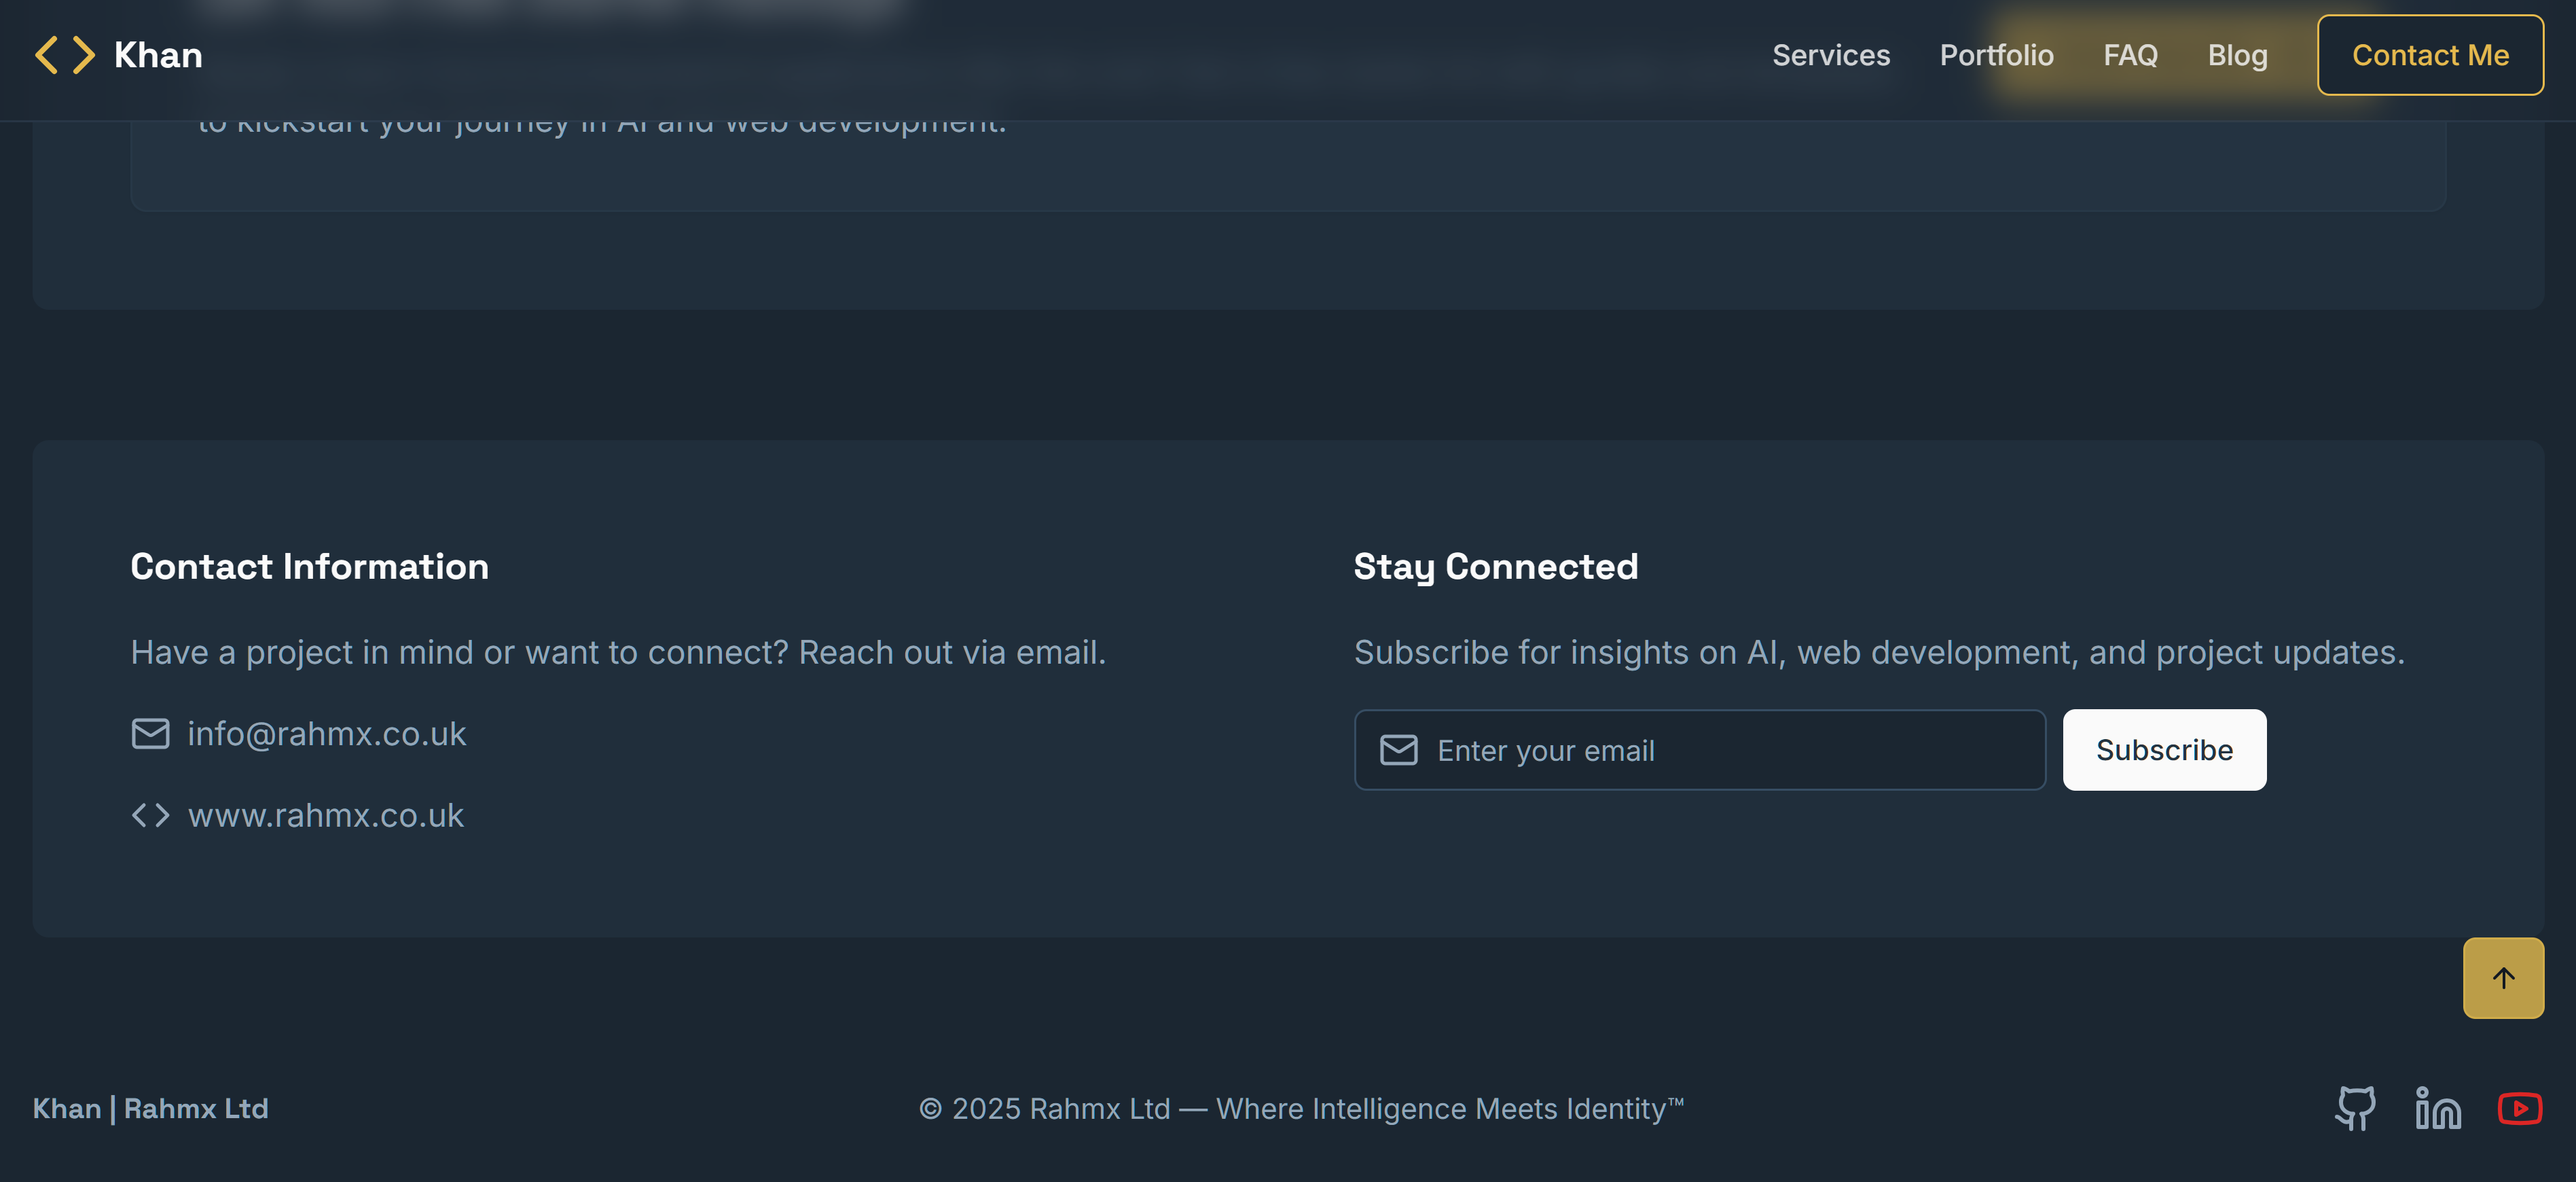 Khan
Services Portfolio FAQ Blog Contact Me
to kickstart your journey in AI and web development.
Contact Information
Have a project in mind or want to connect? Reach out via email.
info@rahmx.co.uk
www.rahmx.co.uk
Stay Connected
Subscribe for insights on AI, web development, and project updates.
Enter your email
Subscribe
Khan | Rahmx Ltd
© 2025 Rahmx Ltd — Where Intelligence Meets Identity™